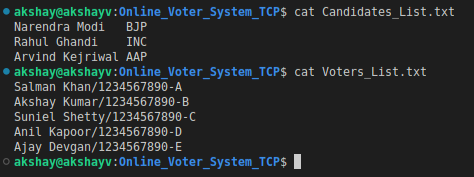 akshay@akshayv:Online_Voter_System_TCP$ cat Candidates_List.txt
Narendra Modi   BJP
Rahul Ghandi    INC
Arvind Kejriwal AAP
akshay@akshayv:Online_Voter_System_TCP$ cat Voters_List.txt
Salman Khan/1234567890-A
Akshay Kumar/1234567890-B
Suniel Shetty/1234567890-C
Anil Kapoor/1234567890-D
Ajay Devgan/1234567890-E
akshay@akshayv:Online_Voter_System_TCP$